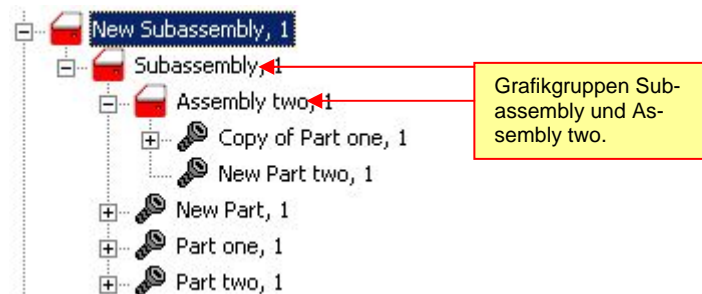 New Subassembly, 1
Subassembly, 1
Assembly two, 1
Copy of Part one, 1
New Part two, 1
New Part, 1
Part one, 1
Part two, 1
Grafikgruppen Sub-
assembly und As-
sembly two.